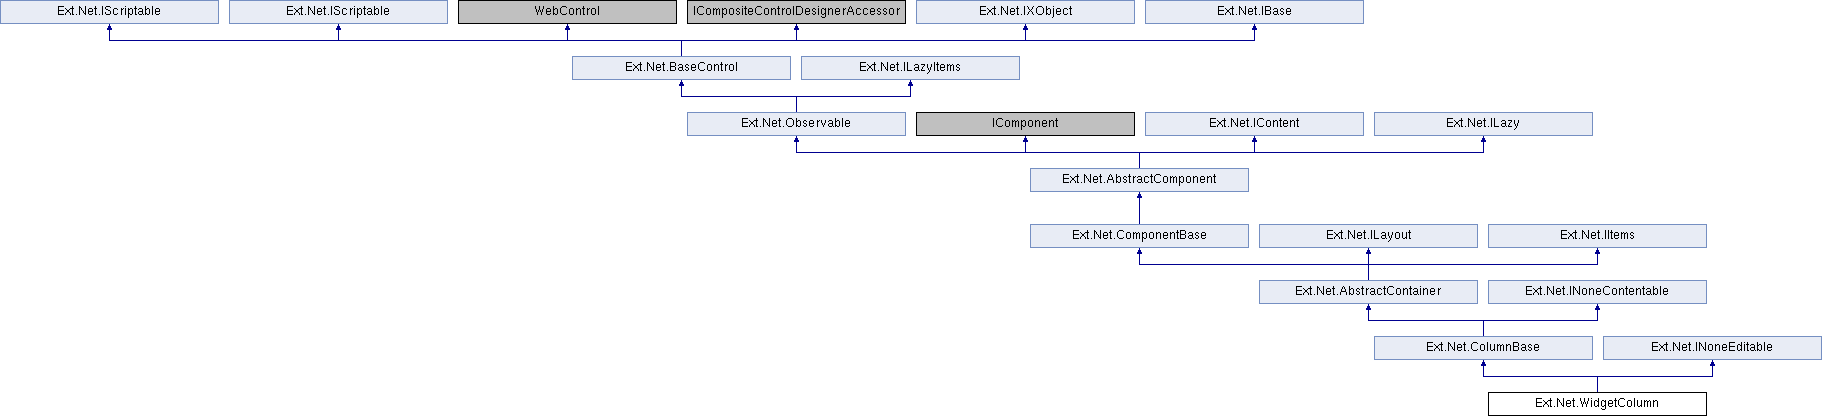 Ext.Net.IScriptable Ext.Net.IScriptable WebControl ICompositeControlDesignerAccessor Ext.Net.IXObject Ext.Net.IBase
Ext.Net.BaseControl Ext.Net.ILazyItems
Ext.Net.Observable IComponent Ext.Net.IContent Ext.Net.ILazy
Ext.Net.AbstractComponent
Ext.Net.ComponentBase Ext.Net.ILayout Ext.Net.IItems
Ext.Net.AbstractContainer Ext.Net.INoneContentable
Ext.Net.ColumnBase Ext.Net.INoneEditable
Ext.Net.WidgetColumn